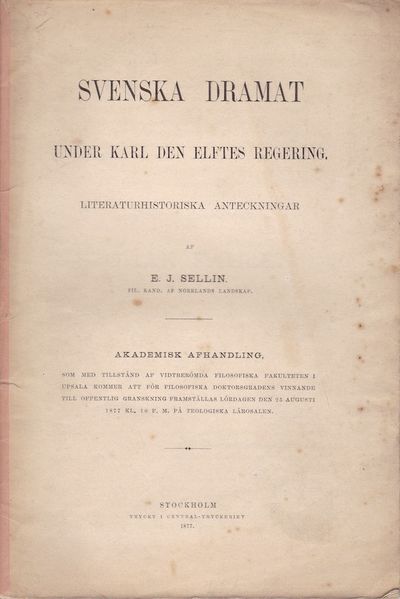 SVENSKA DRAMAT
UNDER KARL DEN ELFTES REGERING.
LITERATURHISTORISKA ANTECKNINGAR
AF
E. J. SELLIN.
FIL. KAND. AF NORRLANDS LANDSKAP.
AKADEMISK AFHANDLING,
SOM MED TILLSTÅND AF VIDTBERÖMDA FILOSOFISKA FAKULTETEN I
UPSALA KOMMER ATT FÖR FILOSOFISKA DOKTORSGRADENS VINNANDE
TILL OFFENTLIG GRANSKNING FRAMSTÄLLAS LÖRDAGEN DEN 25 AUGUSTI
1877 KL. 10 F. M. PÅ TEOLOGISKA LÄROSALEN.
STOCKHOLM
TRYCKT I CENTRAL-TRYCKERIET
1877.